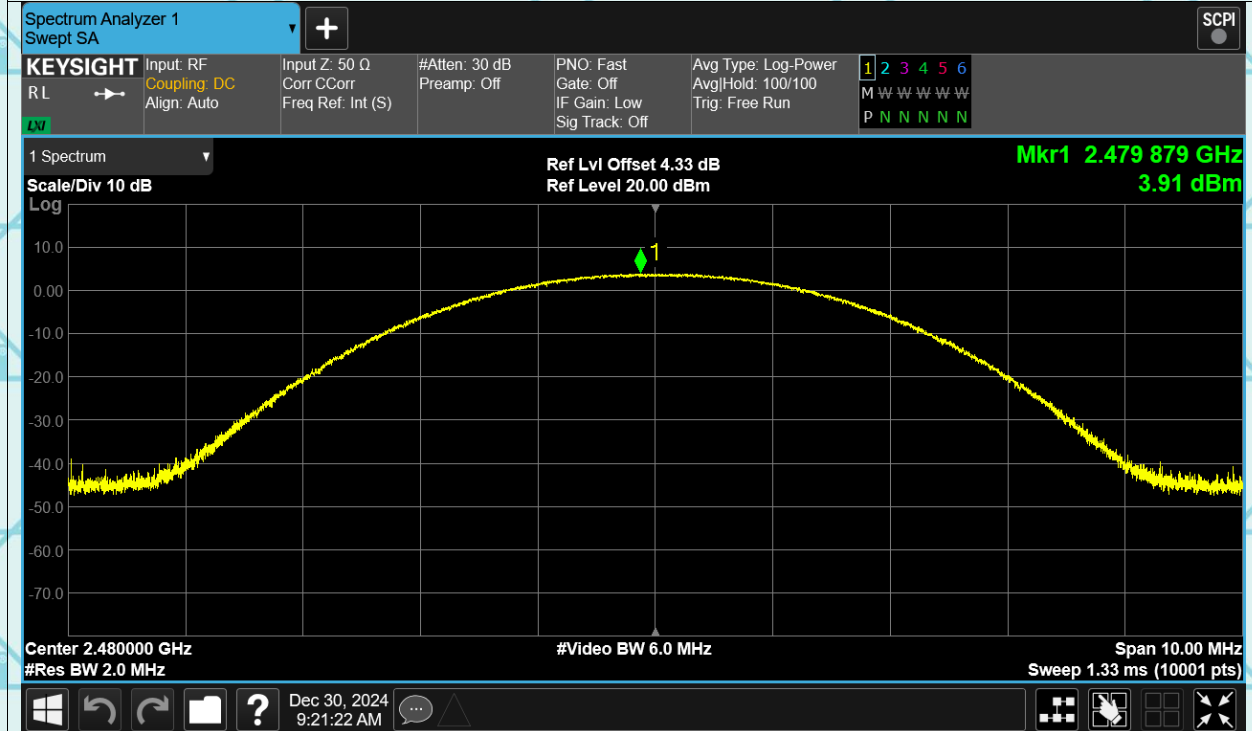 Spectrum Analyzer 1
Swept SA
▼
+
SCPI
KEYSIGHT
RL
LXI
Input: RF
Coupling: DC
Align: Auto
Input Z: 50 Ω
Corr CCorr
Freq Ref: Int (S)
#Atten: 30 dB
Preamp: Off
PNO: Fast
Gate: Off
IF Gain: Low
Sig Track: Off
Avg Type: Log-Power
Avg|Hold: 100/100
Trig: Free Run
1 2 3 4 5 6
M W W W W W
P N N N N N
1 Spectrum ▼
Scale/Div 10 dB
Log
Ref Lvl Offset 4.33 dB
Ref Level 20.00 dBm
Mkr1 2.479 879 GHz
3.91 dBm
1
10.0
0.00
-10.0
-20.0
-30.0
-40.0
-50.0
-60.0
-70.0
Center 2.480000 GHz
#Res BW 2.0 MHz
#Video BW 6.0 MHz
Span 10.00 MHz
Sweep 1.33 ms (10001 pts)
?
Dec 30, 2024
9:21:22 AM
...